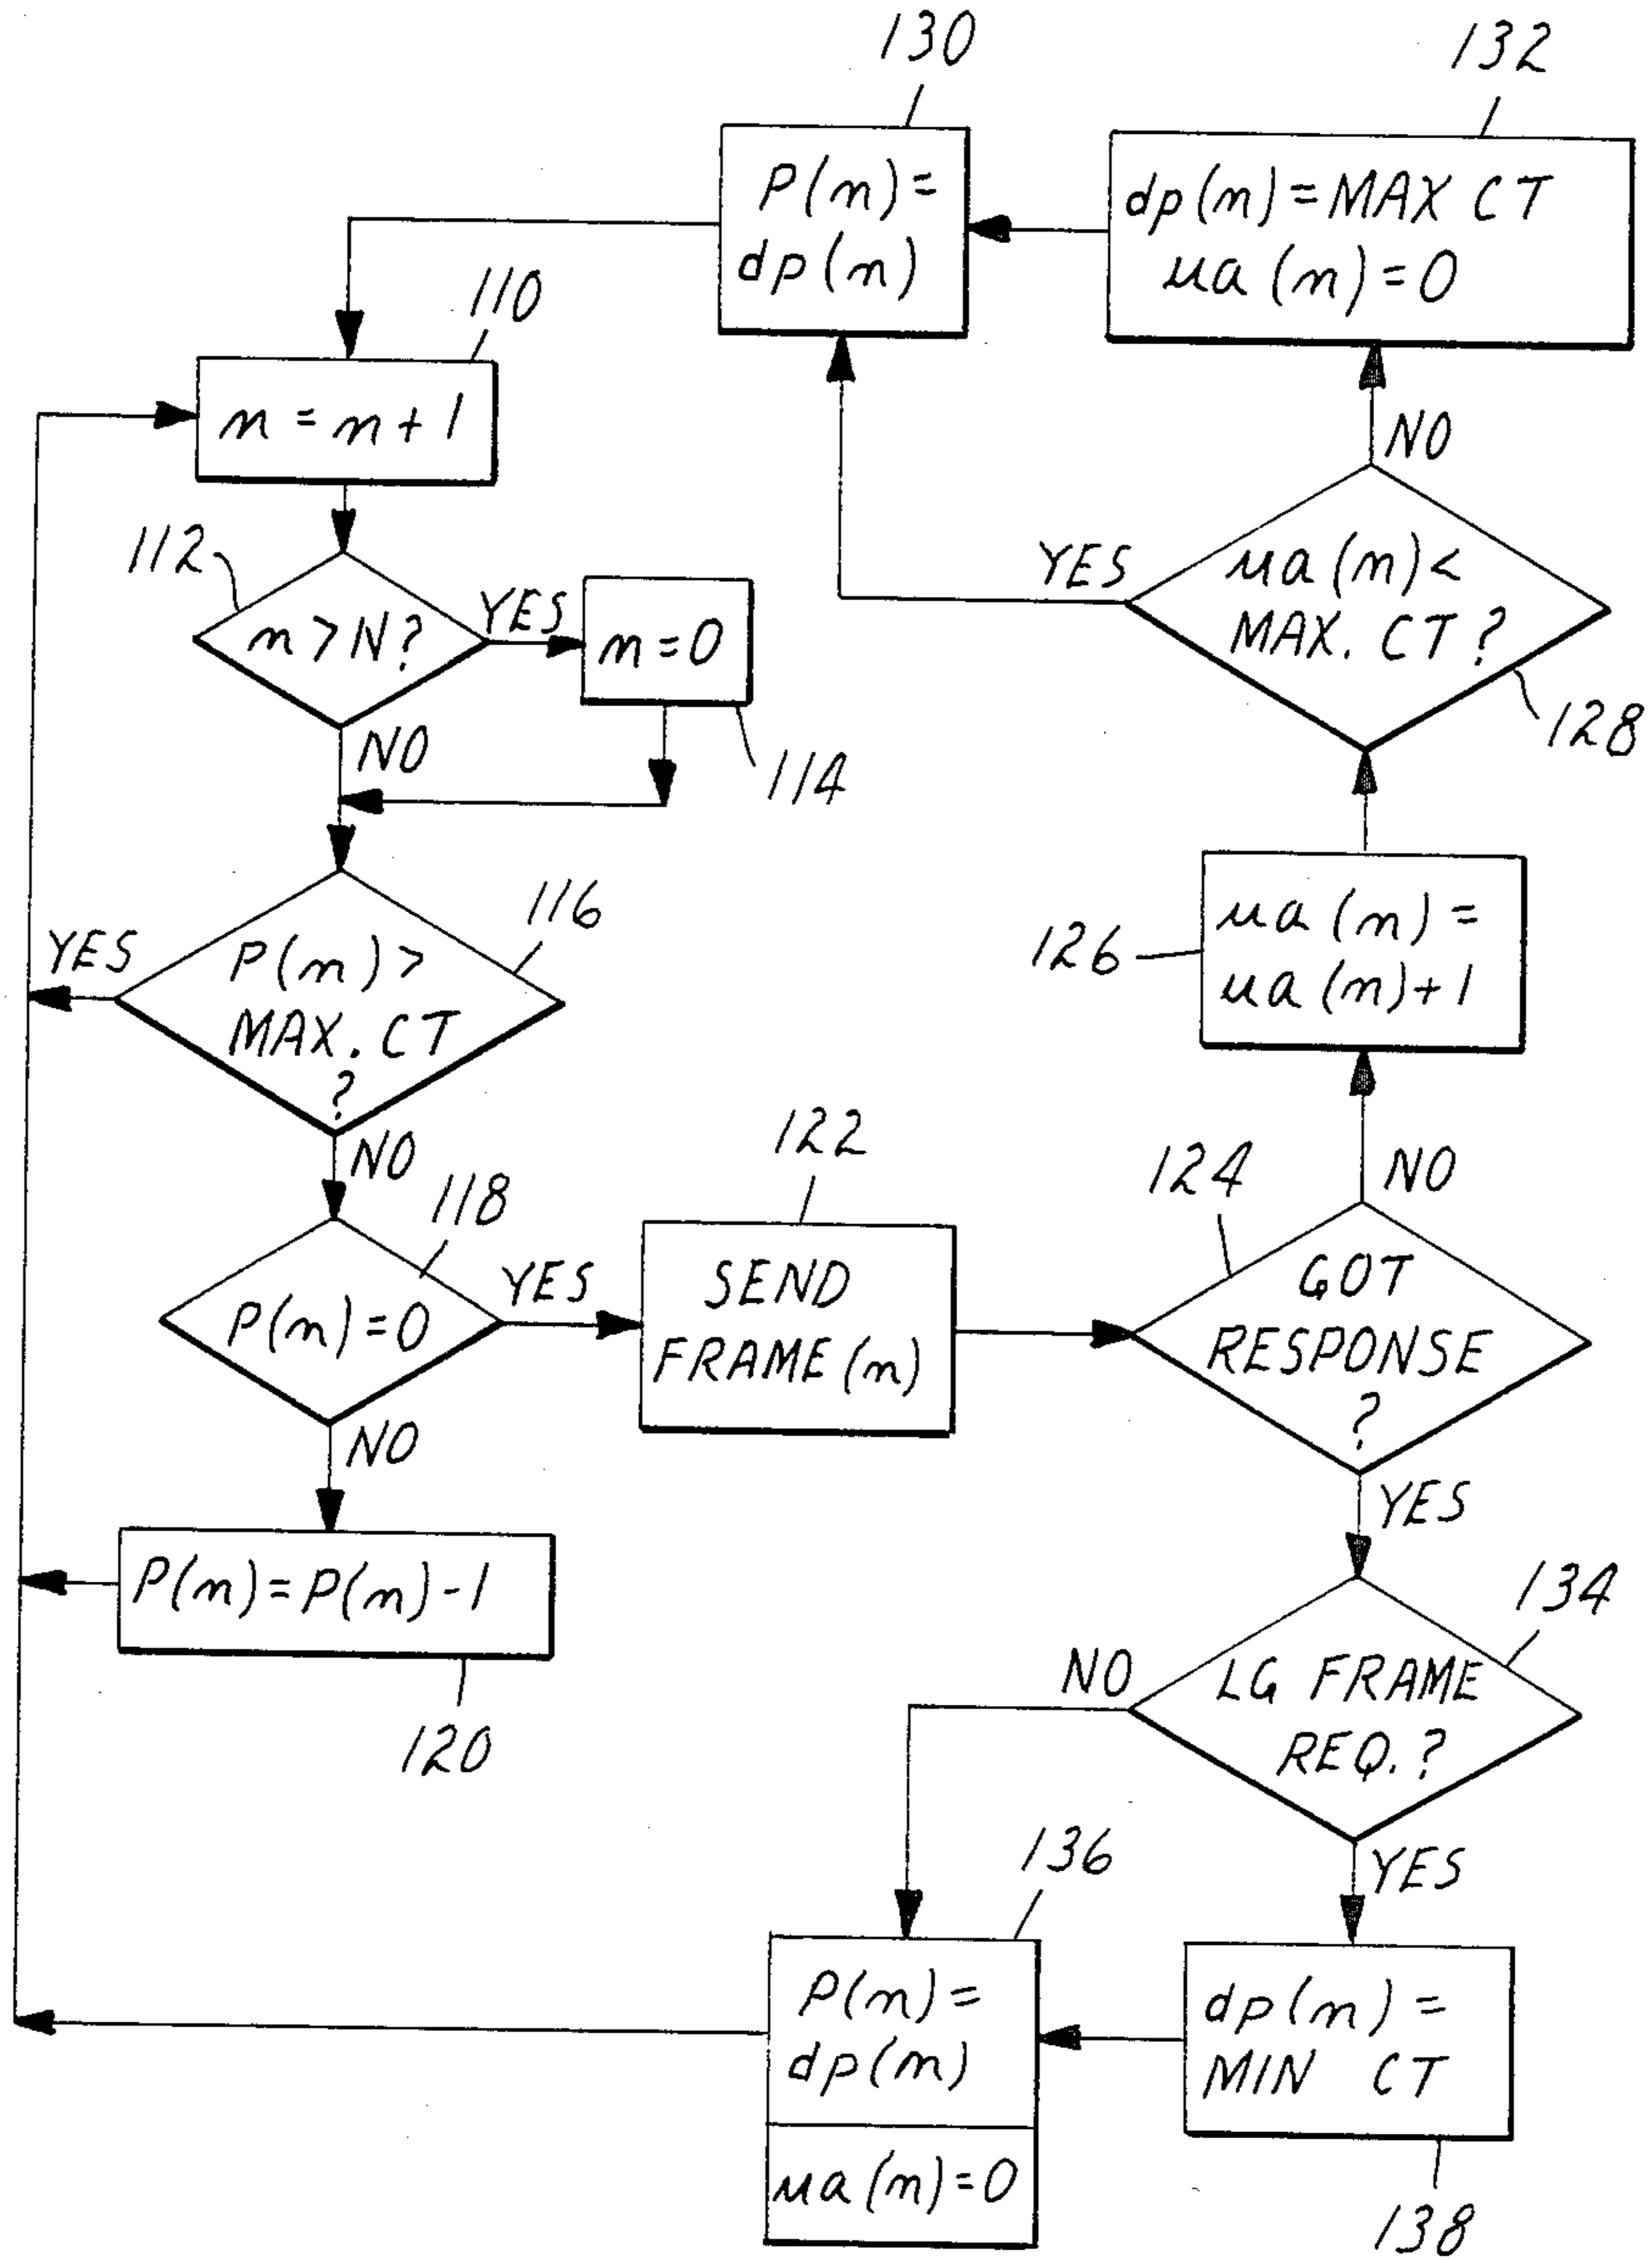 130
132
P(n) =
dp(n)
dp(n) = MAX CT
ua (n) = 0
110
n = n + 1
NO
112
n > N?
YES
n = 0
YES
ua (n) <
MAX. CT ?
128
NO
114
116
YES
P(n) >
MAX. CT
?
126
ua (n) =
ua (n) + 1
NO
122
118
124
NO
P(n) = 0
YES
SEND
FRAME (n)
GOT
RESPONSE
?
NO
YES
P(n) = P(n) - 1
120
134
NO
LG FRAME
REQ. ?
136
YES
P(n) =
dp(n)
ua (n) = 0
dp(n) =
MIN CT
138